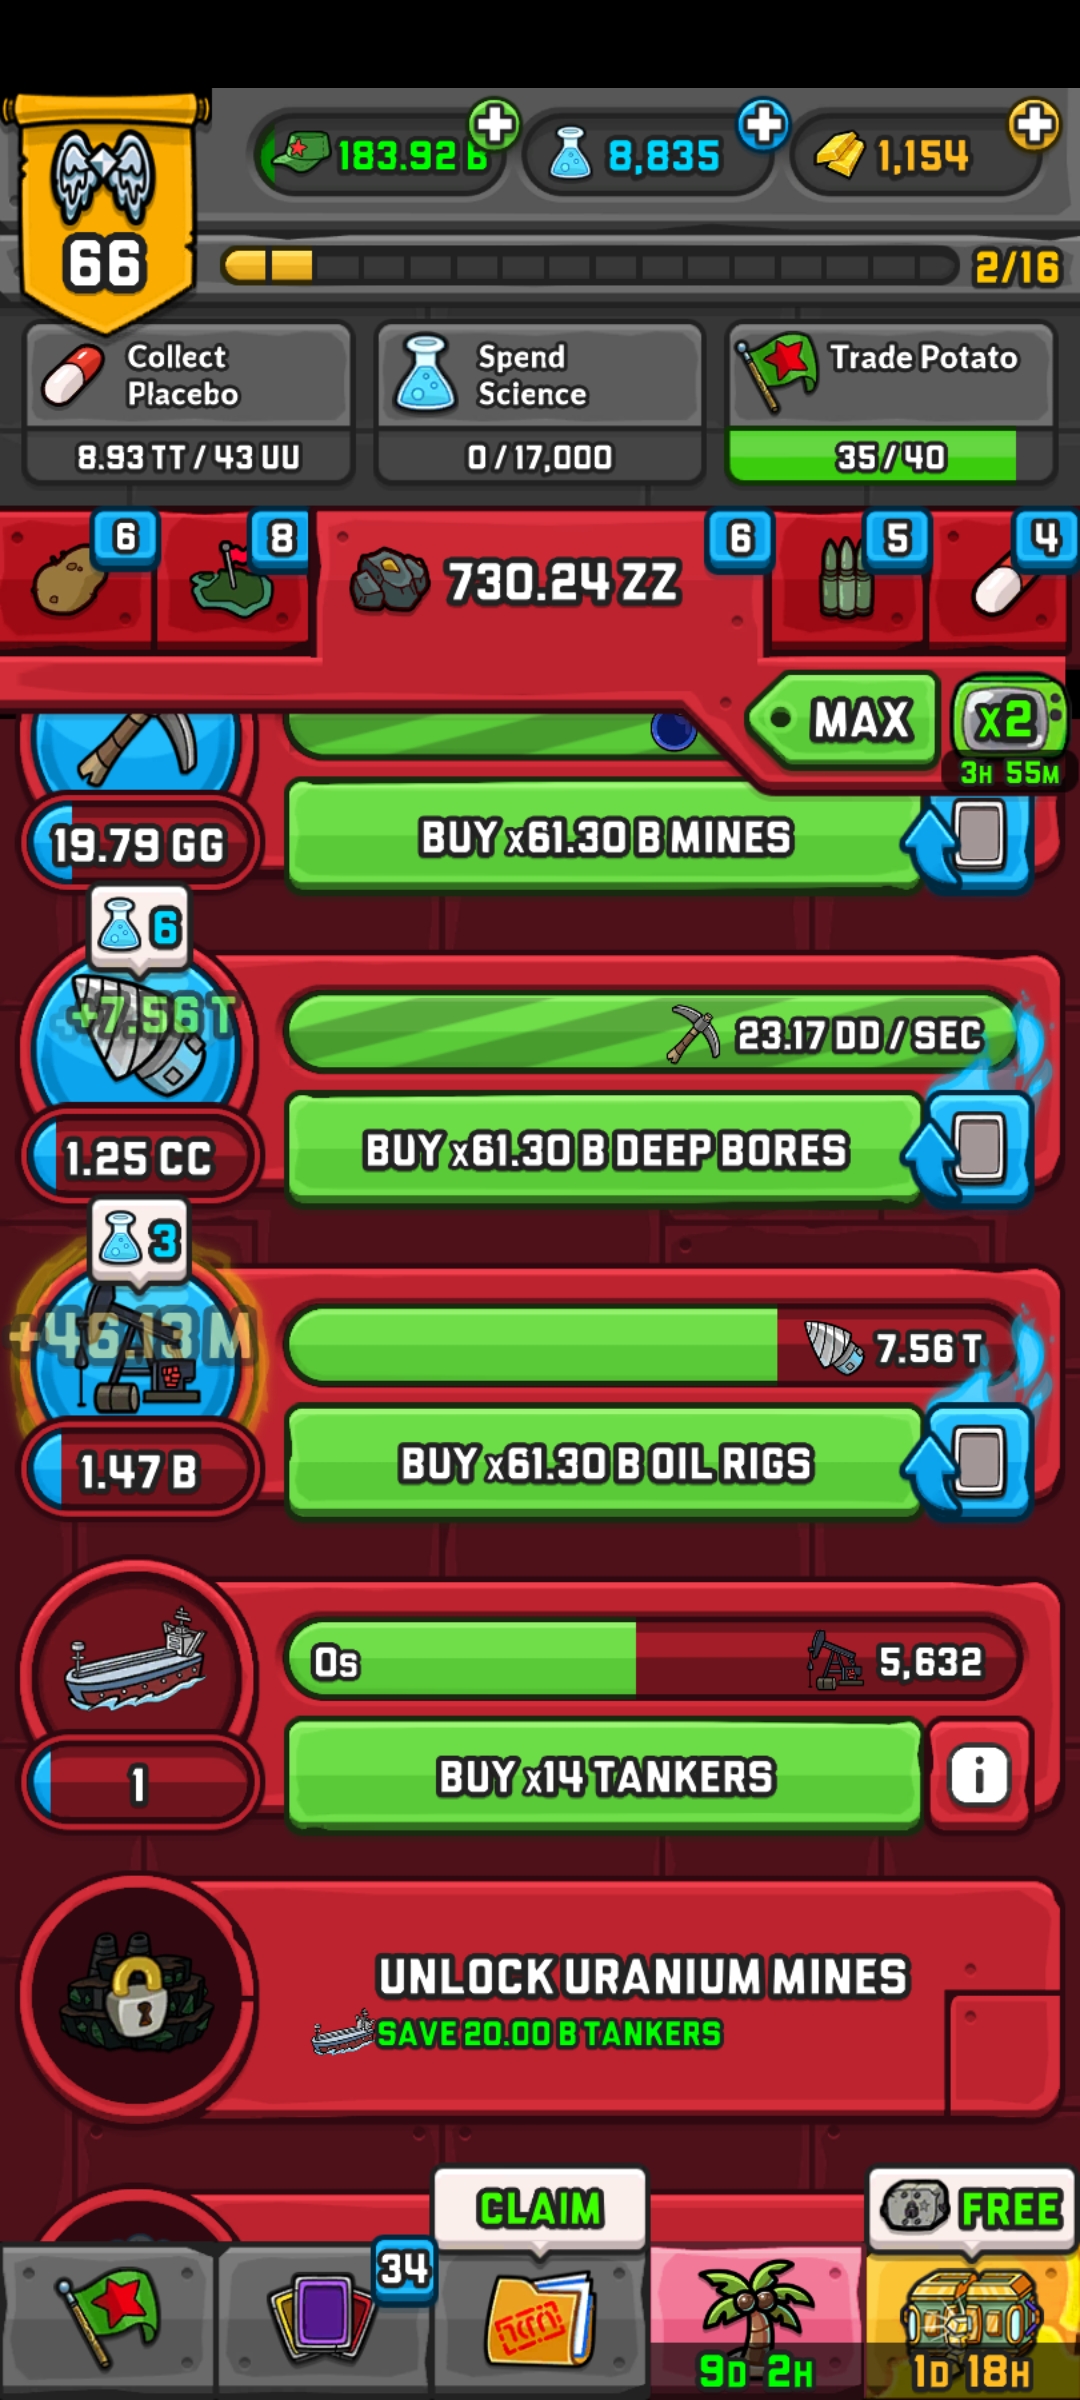 183.92 B
8,835
1,154
66
2/16
Collect
Placebo
Spend
Science
Trade Potato
8.93 TT / 43 UU
0 / 17,000
35 / 40
6
8
730.24 ZZ
6
5
4
MAX
x2
3H 55M
19.79 GG
BUY x61.30 B MINES
6
+7.56 T
23.17 DD / SEC
1.25 CC
BUY x61.30 B DEEP BORES
3
+46.13 M
7.56 T
1.47 B
BUY x61.30 B OIL RIGS
0s
5,632
1
BUY x14 TANKERS
i
UNLOCK URANIUM MINES
SAVE 20.00 B TANKERS
CLAIM
FREE
34
9D 2H
1D 18H